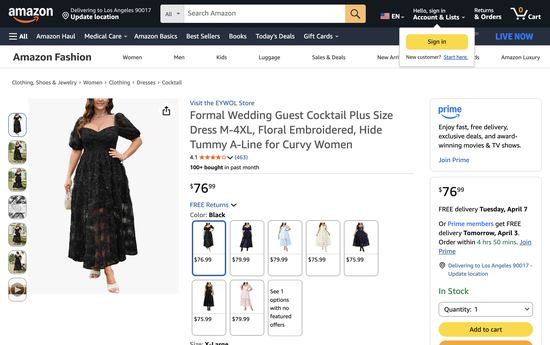 amazon
Delivering to Los Angeles 90017
Update location
All
Search Amazon
EN
Hello, sign in
Account & Lists
Returns
& Orders
0
Cart
All
Amazon Haul
Medical Care
Amazon Basics
Best Sellers
Books
Today's Deals
Gift Cards
LIVE NOW
Sign in
New customer? Start here.
Amazon Fashion
Women
Men
Kids
Luggage
Sales & Deals
New Arri
ds
Amazon Luxury
Clothing, Shoes & Jewelry › Women › Clothing › Dresses › Cocktail
Visit the EYWOL Store
Formal Wedding Guest Cocktail Plus Size
Dress M-4XL, Floral Embroidered, Hide
Tummy A-Line for Curvy Women
4.1 (463)
100+ bought in past month
$76.99
FREE Returns
Color: Black
$76.99
$79.99
$79.99
$75.99
$75.99
$75.99
$79.99
See 1
options
with no
featured
offers
Size: X-Large
prime
Enjoy fast, free delivery,
exclusive deals, and award-
winning movies & TV shows.
Join Prime
$76.99
FREE delivery Tuesday, April 7
Or Prime members get FREE
delivery Tomorrow, April 3.
Order within 4 hrs 50 mins. Join
Prime
Delivering to Los Angeles 90017 -
Update location
In Stock
Quantity: 1
Add to cart